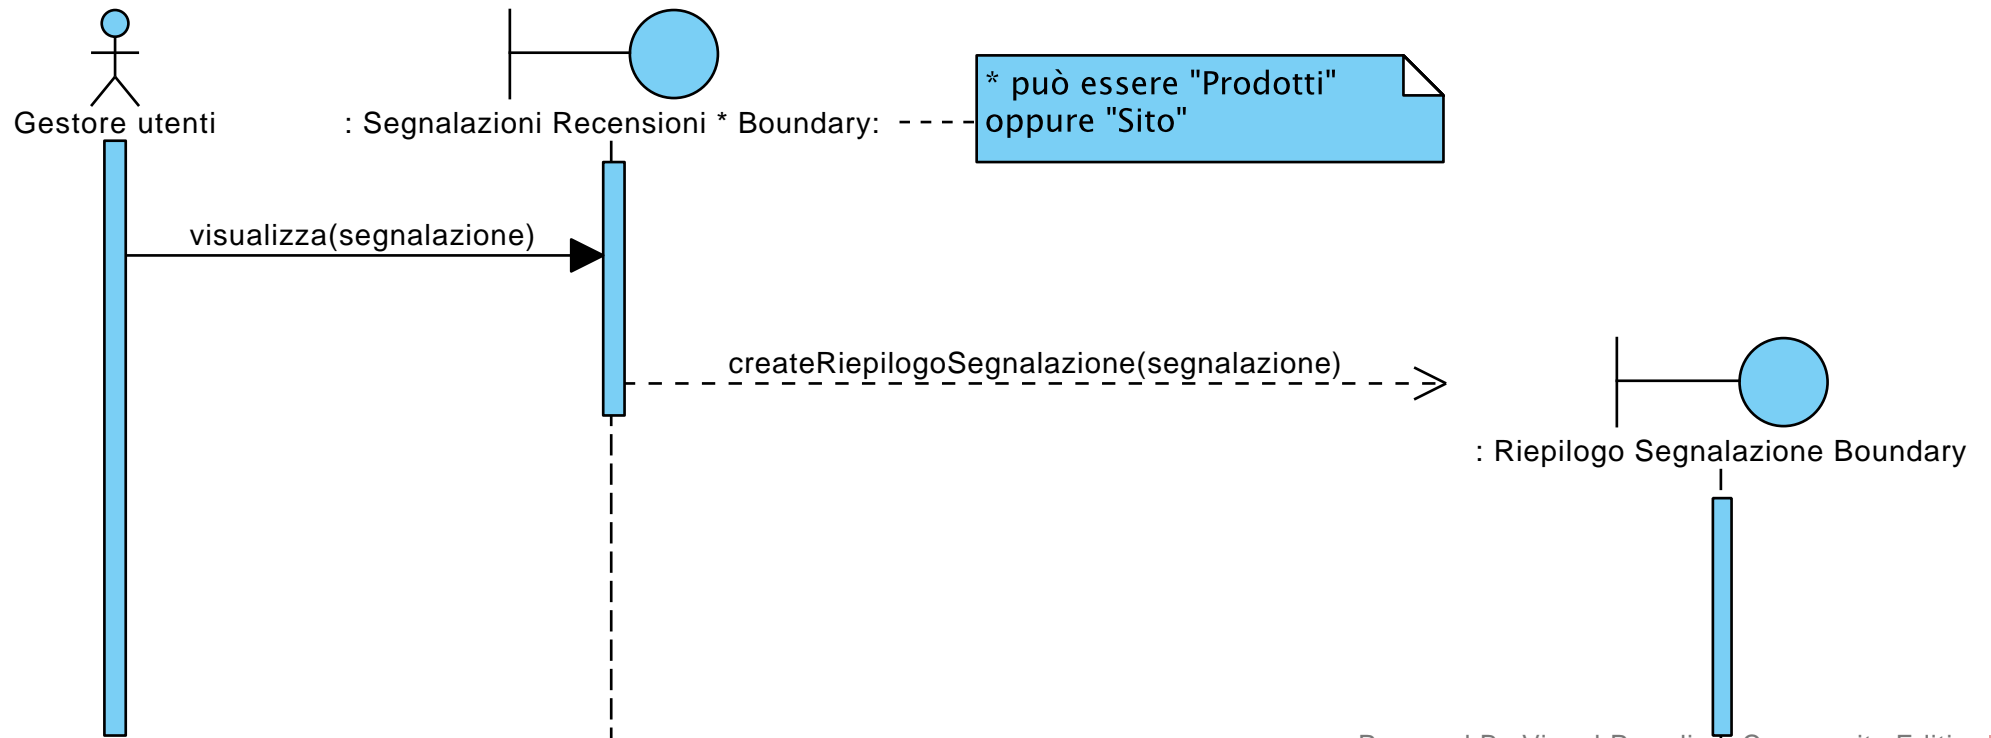 Gestore utenti
: Segnalazioni Recensioni * Boundary:
* può essere "Prodotti"
oppure "Sito"
visualizza(segnalazione)
createRiepilogoSegnalazione(segnalazione)
: Riepilogo Segnalazione Boundary